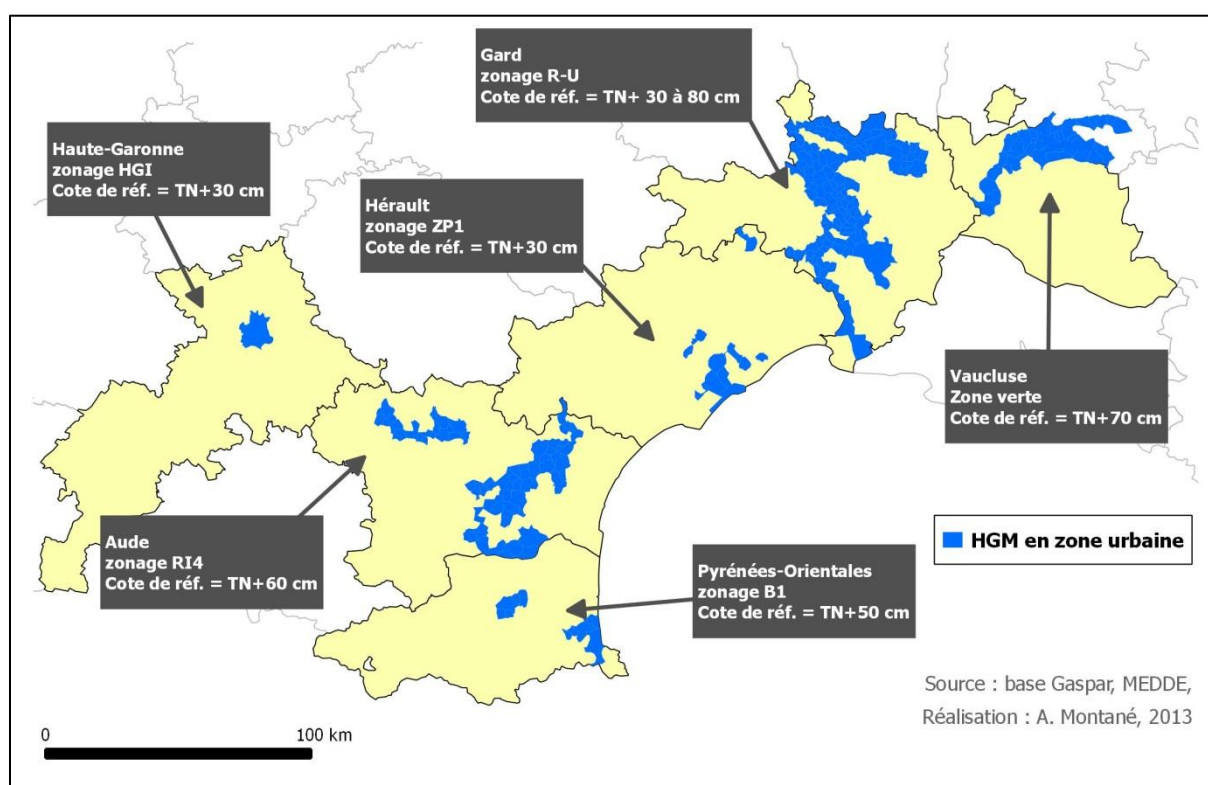 Gard
zonage R-U
Cote de réf. = TN+ 30 à 80 cm
Haute-Garonne
zonage HGI
Cote de réf. = TN+30 cm
Hérault
zonage ZP1
Cote de réf. = TN+30 cm
Vaucluse
Zone verte
Cote de réf. = TN+70 cm
Aude
zonage RI4
Cote de réf. = TN+60 cm
HGM en zone urbaine
Pyrénées-Orientales
zonage B1
Cote de réf. = TN+50 cm
Source : base Gaspar, MEDDE,
Réalisation : A. Montané, 2013
0 100 km